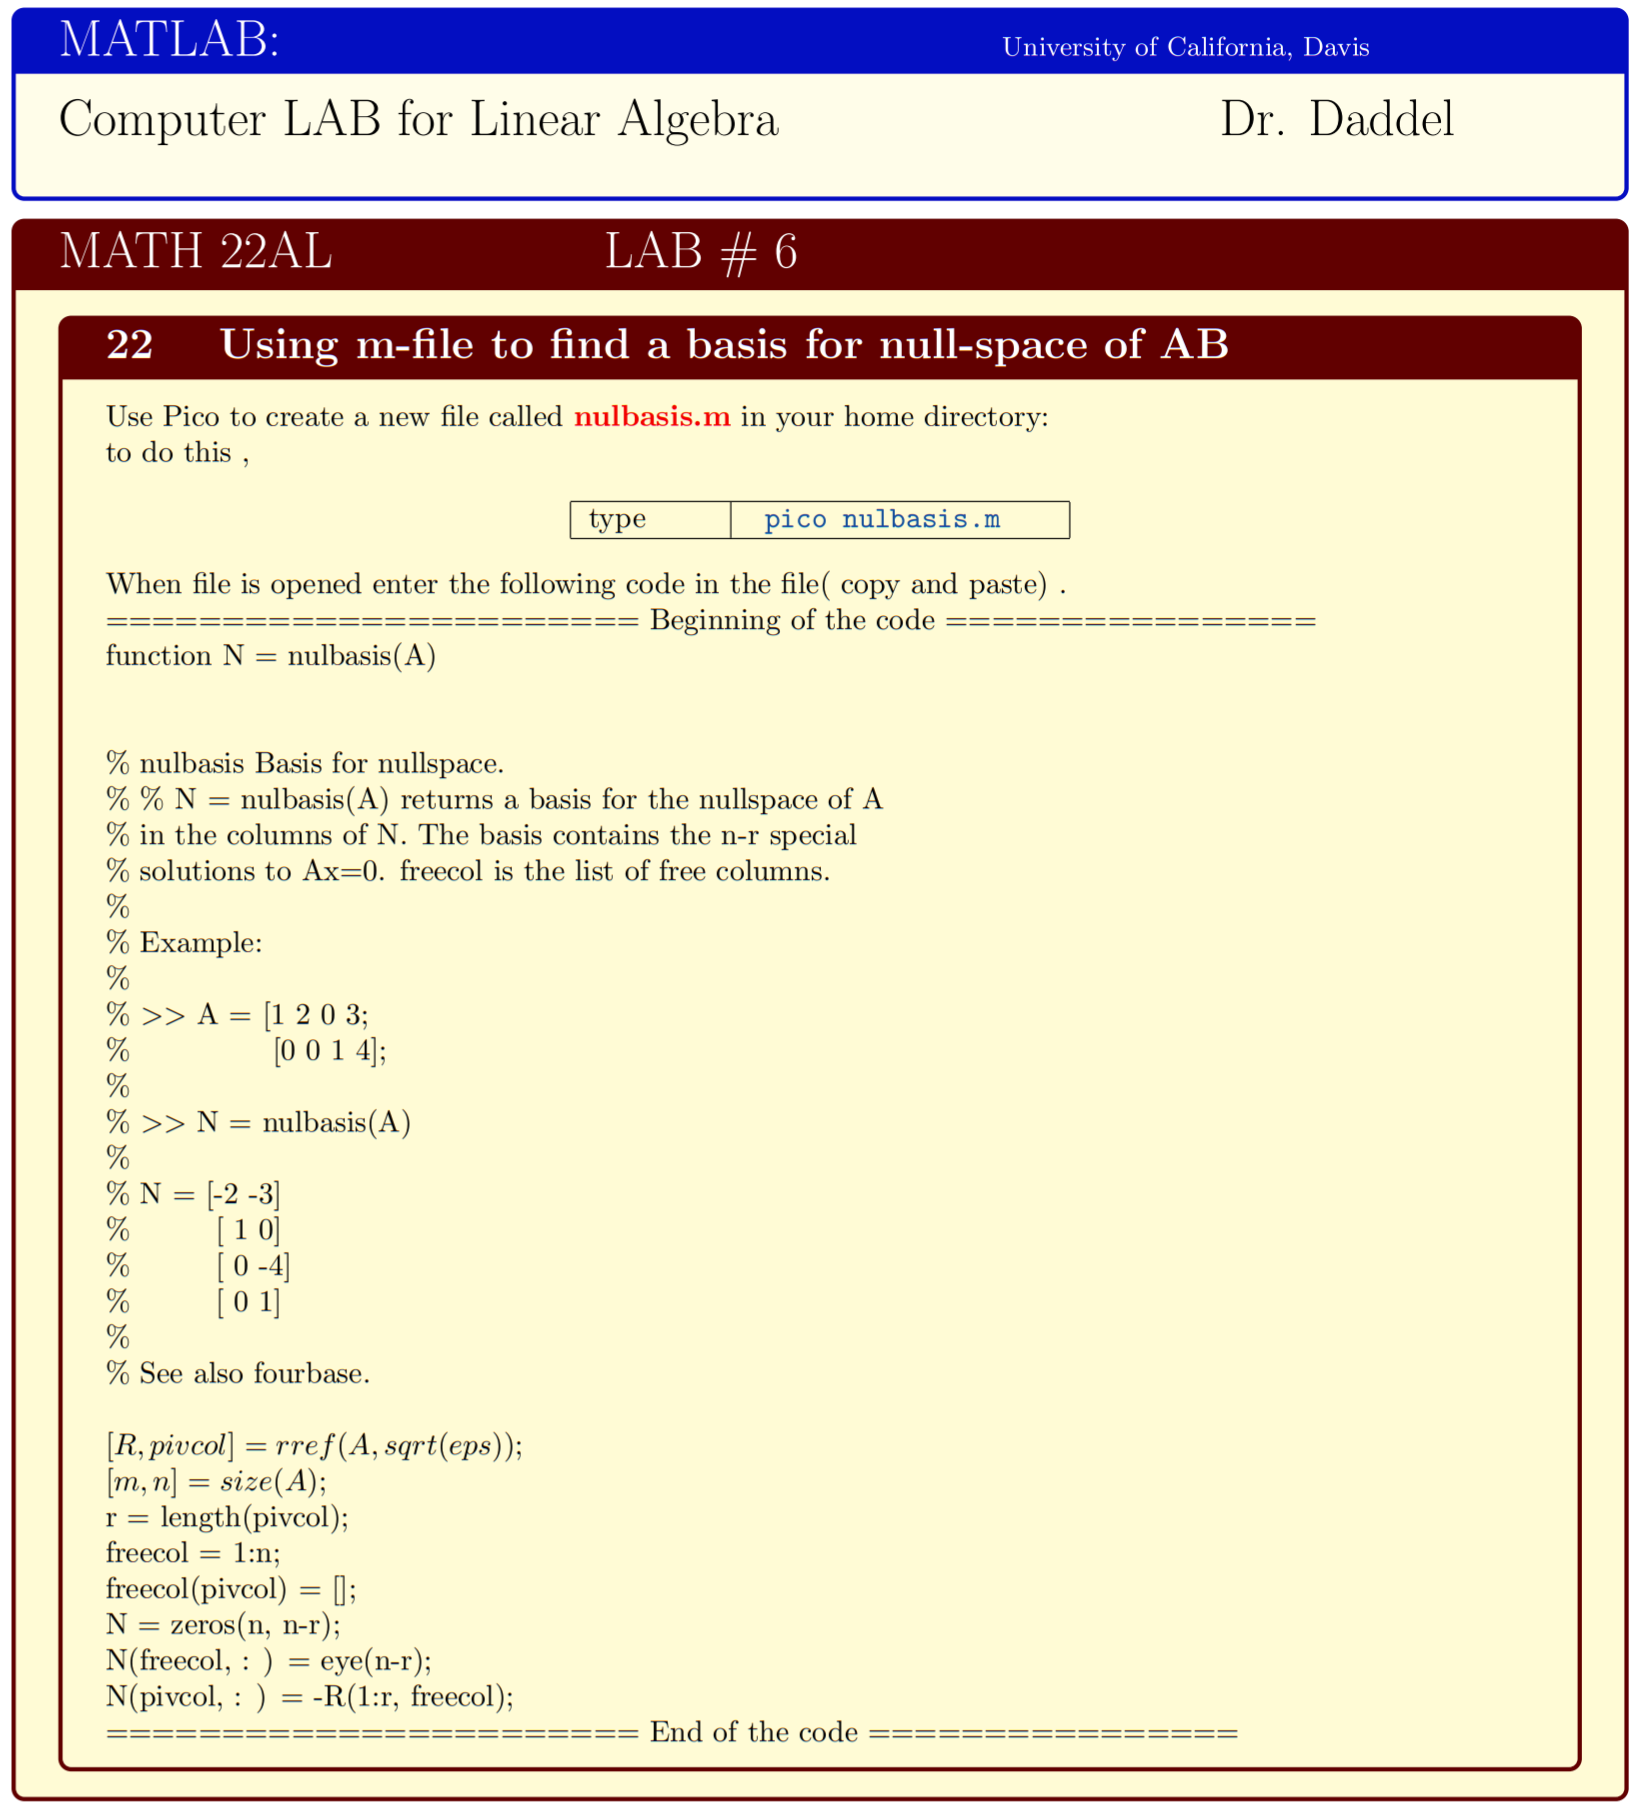 MATLAB: University of California, Davis
Computer LAB for Linear Algebra Dr. Daddel
MATH 22AL LAB # 6
22 Using m-file to find a basis for null-space of AB
Use Pico to create a new file called nulbasis.m in your home directory:
to do this ,
type pico nulbasis.m
When file is opened enter the following code in the file( copy and paste) .
======================= Beginning of the code ================
function N = nulbasis(A)
% nulbasis Basis for nullspace.
% % N = nulbasis(A) returns a basis for the nullspace of A
% in the columns of N. The basis contains the n-r special
% solutions to Ax=0. freecol is the list of free columns.
%
% Example:
%
% >> A = [1 2 0 3;
% [0 0 1 4];
%
% >> N = nulbasis(A)
%
% N = [-2 -3]
% [ 1 0]
% [ 0 -4]
% [ 0 1]
%
% See also fourbase.
[R, pivcol] = rref(A, sqrt(eps));
[m, n] = size(A);
r = length(pivcol);
freecol = 1:n;
freecol(pivcol) = [];
N = zeros(n, n-r);
N(freecol, : ) = eye(n-r);
N(pivcol, : ) = -R(1:r, freecol);
======================= End of the code ================